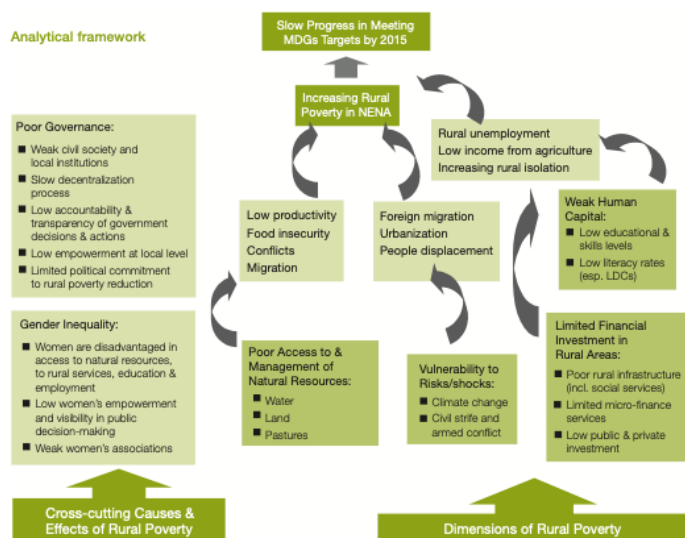 Analytical framework
Slow Progress in Meeting
MDGs Targets by 2015
Increasing Rural
Poverty in NENA
Poor Governance:
Weak civil society and
local institutions
Slow decentralization
process
Low accountability &
transparency of government
decisions & actions
Low empowerment at local level
Limited political commitment
to rural poverty reduction
Gender Inequality:
Women are disadvantaged in
access to natural resources,
to rural services, education &
employment
Low women's empowerment
and visibility in public
decision-making
Weak women's associations
Cross-cutting Causes &
Effects of Rural Poverty
Low productivity
Food insecurity
Conflicts
Migration
Poor Access to &
Management of
Natural Resources:
Water
Land
Pastures
Foreign migration
Urbanization
People displacement
Vulnerability to
Risks/shocks:
Climate change
Civil strife and
armed conflict
Rural unemployment
Low income from agriculture
Increasing rural isolation
Weak Human
Capital:
Low educational &
skills levels
Low literacy rates
(esp. LDCs)
Limited Financial
Investment in
Rural Areas:
Poor rural infrastructure
(incl. social services)
Limited micro-finance
services
Low public & private
investment
Dimensions of Rural Poverty